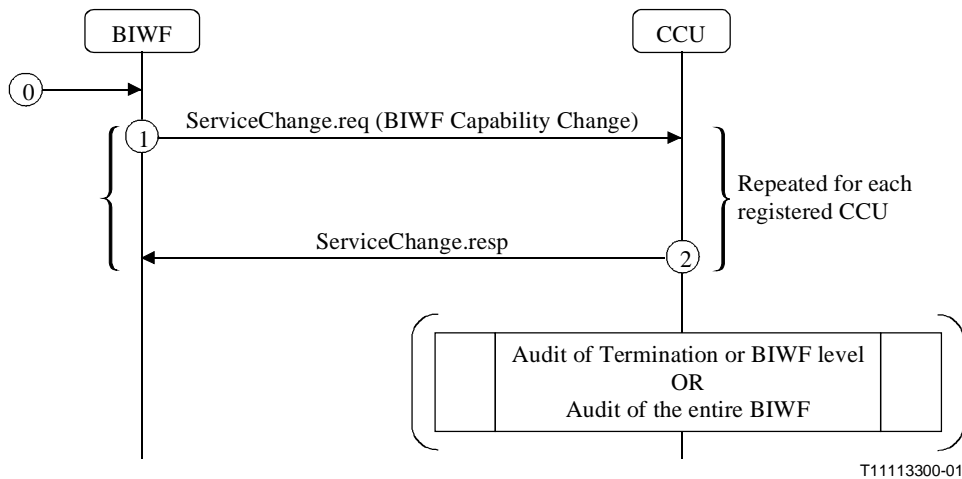 BIWF
CCU
0
1
ServiceChange.req (BIWF Capability Change)
Repeated for each
registered CCU
ServiceChange.resp
2
Audit of Termination or BIWF level
OR
Audit of the entire BIWF
T11113300-01